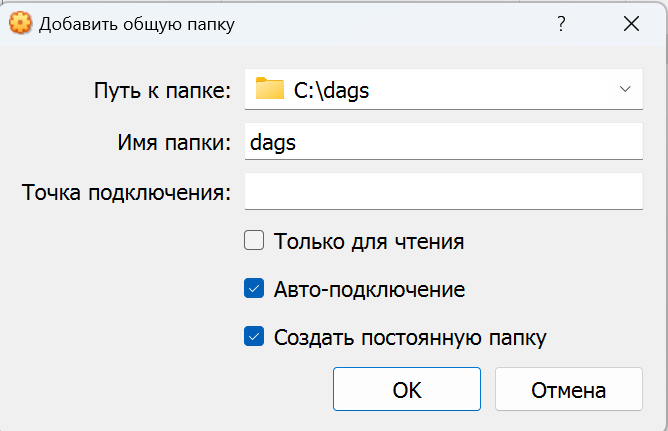 Добавить общую папку ?
Путь к папке: C:\dags
Имя папки: dags
Точка подключения:
Только для чтения
Авто-подключение
Создать постоянную папку
OK Отмена